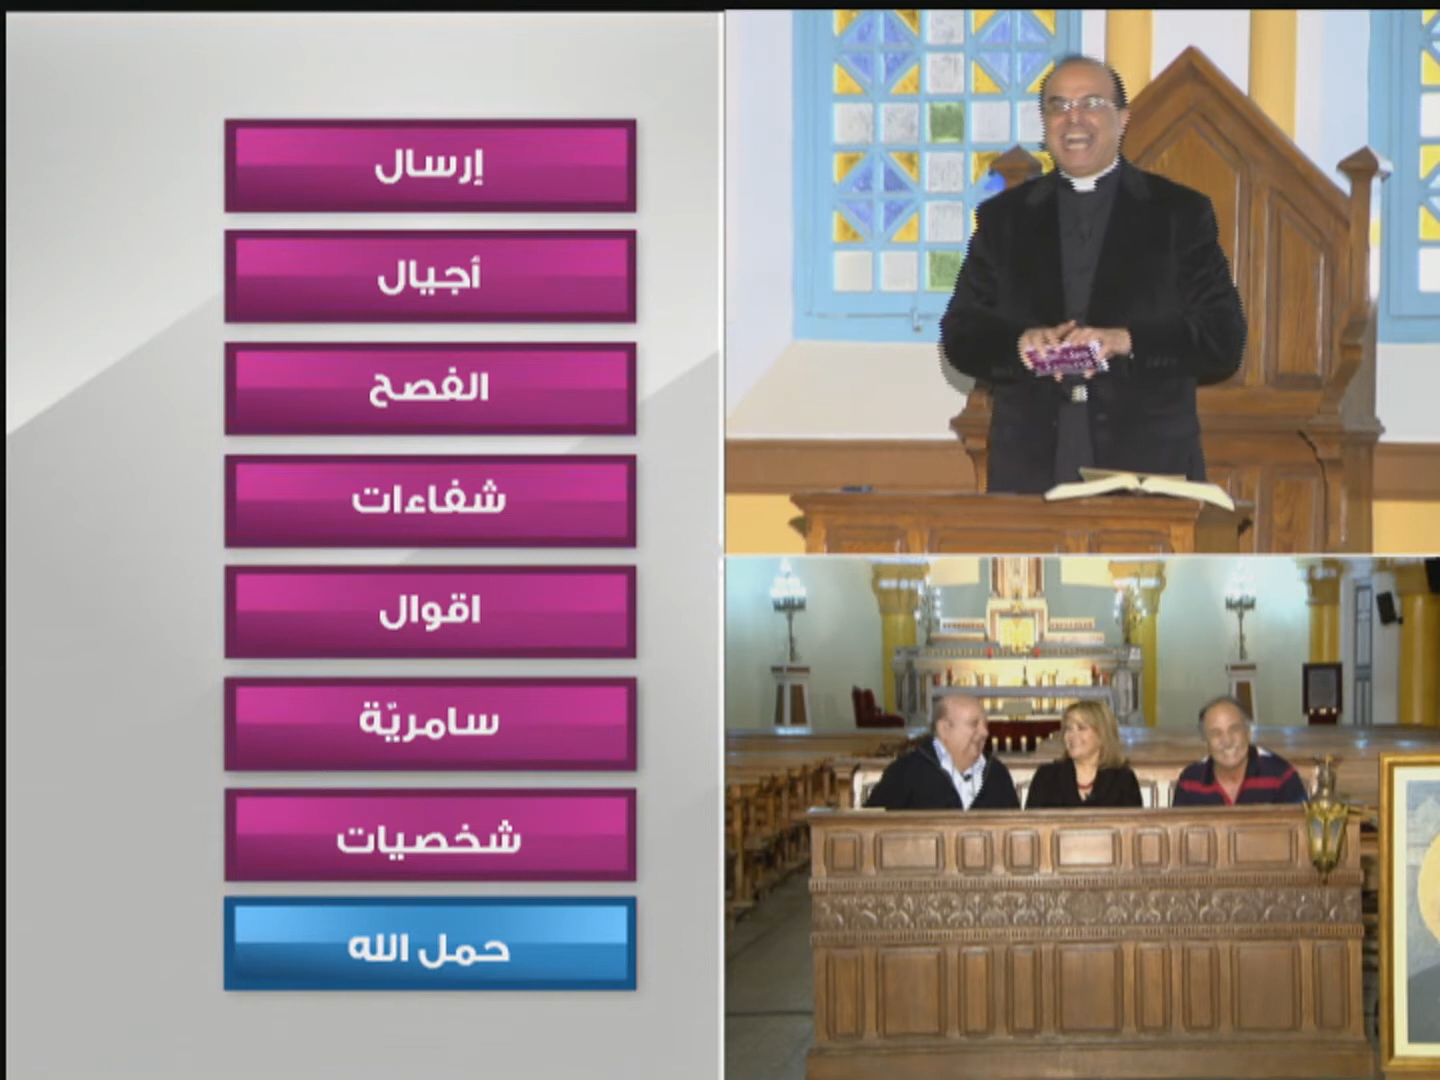 إرسال
أجيال
الفصح
شفاءات
اقوال
سامريّة
شخصيات
حمل الله